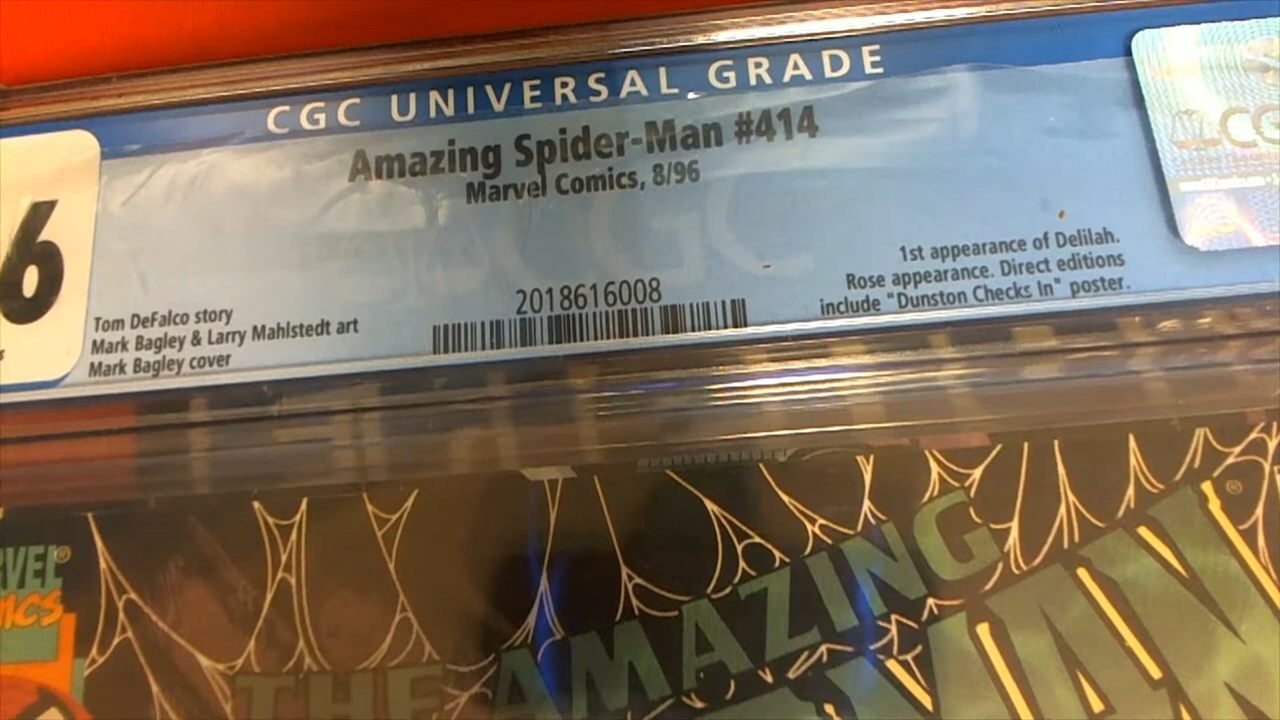 CGC UNIVERSAL GRADE
Amazing Spider-Man #414
Marvel Comics, 8/96
6
Tom DeFalco story
Mark Bagley & Larry Mahlstedt art
Mark Bagley cover
2018616008
1st appearance of Delilah.
Rose appearance. Direct editions
include "Dunston Checks In" poster.
CGC
THE AMAZING